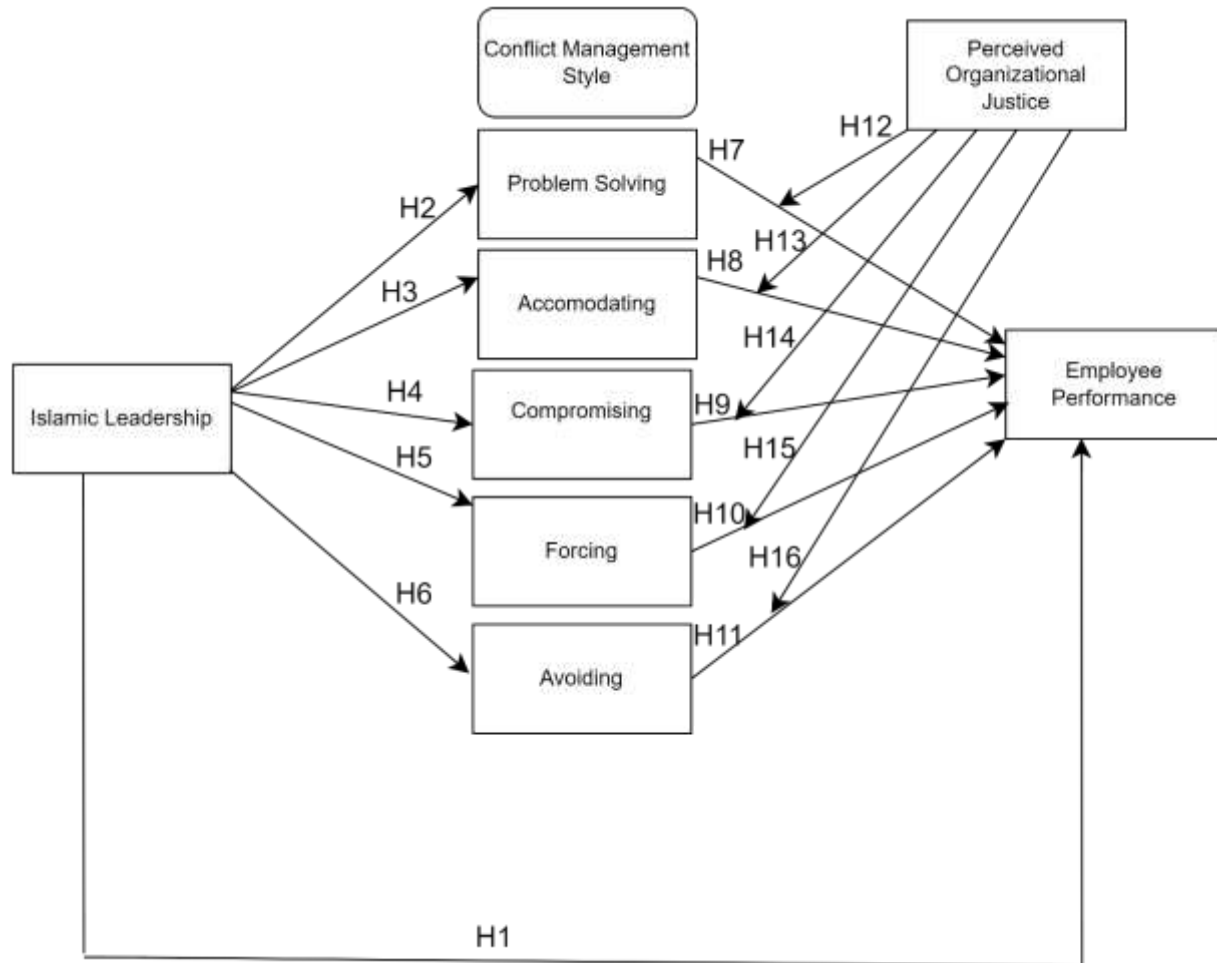 Conflict Management
Style
Perceived
Organizational
Justice
H12
H7
Problem Solving
H2
H13
H8
H3
Accomodating
H14
Employee
Performance
H4
Compromising
H9
Islamic Leadership
H15
H5
H10
Forcing
H16
H6
H11
Avoiding
H1